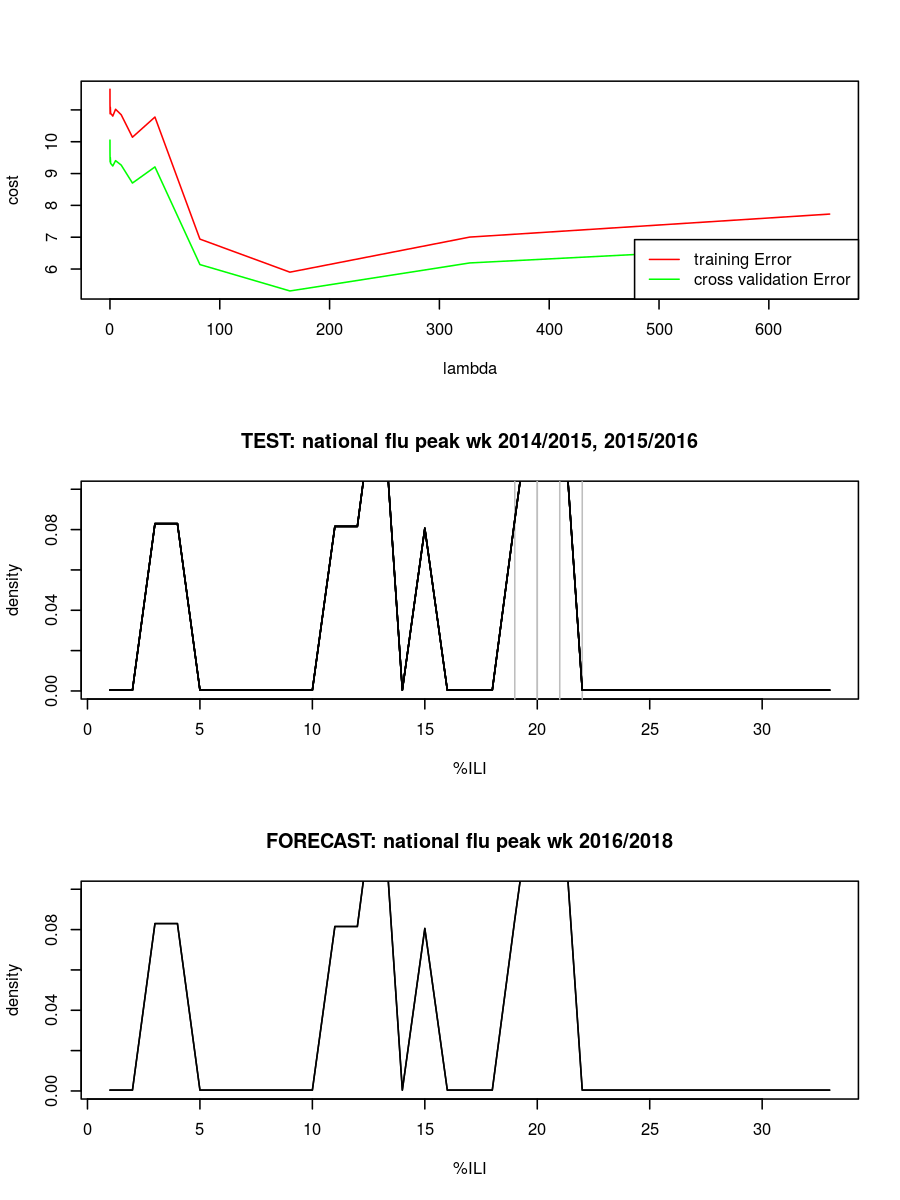 cost
10
9
8
7
6
training Error
cross validation Error
0 100 200 300 400 500 600
lambda
TEST: national flu peak wk 2014/2015, 2015/2016
density
0.08
0.04
0.00
0 5 10 15 20 25 30
%ILI
FORECAST: national flu peak wk 2016/2018
density
0.08
0.04
0.00
0 5 10 15 20 25 30
%ILI